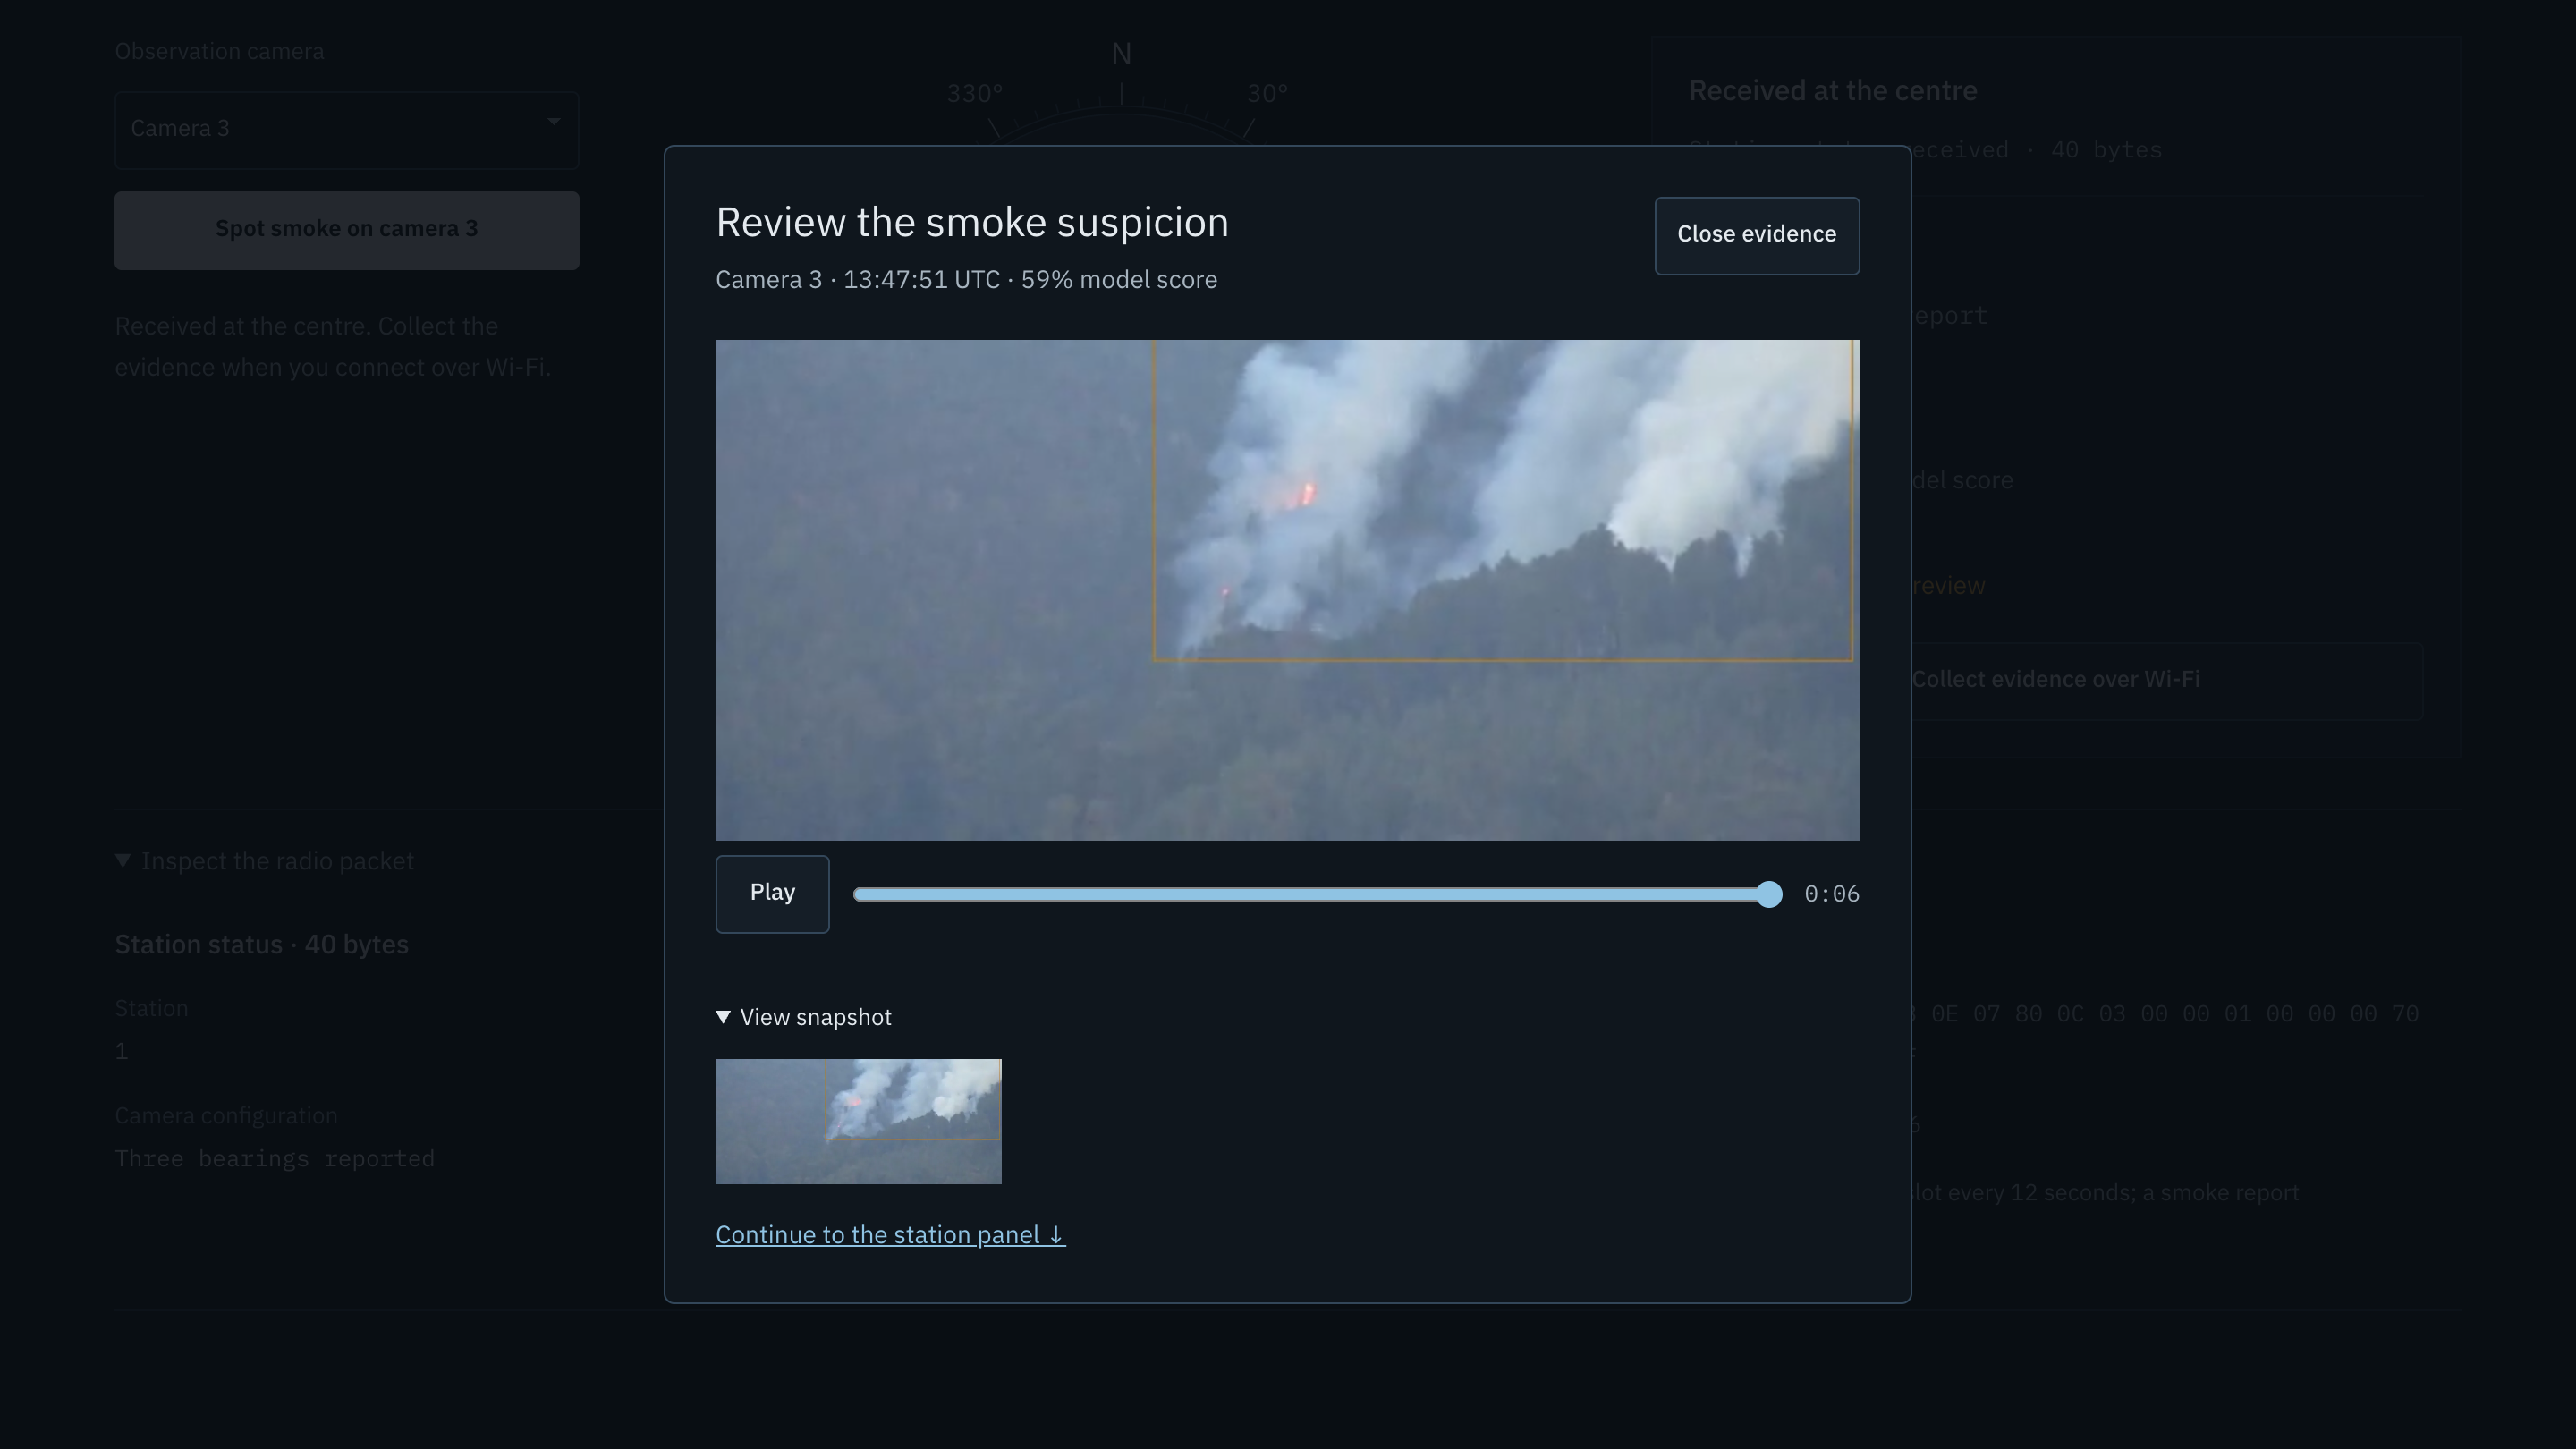 Observation camera
Camera 3
Spot smoke on camera 3
Received at the centre. Collect the
evidence when you connect over Wi-Fi.
N
330°
30°
Received at the centre
received · 40 bytes
report
model score
review
Collect evidence over Wi-Fi
Review the smoke suspicion
Camera 3 · 13:47:51 UTC · 59% model score
Close evidence
Play
0:06
View snapshot
Continue to the station panel ↓
Inspect the radio packet
Station status · 40 bytes
Station
1
Camera configuration
Three bearings reported
0E 07 80 0C 03 00 00 01 00 00 00 70
slot every 12 seconds; a smoke report